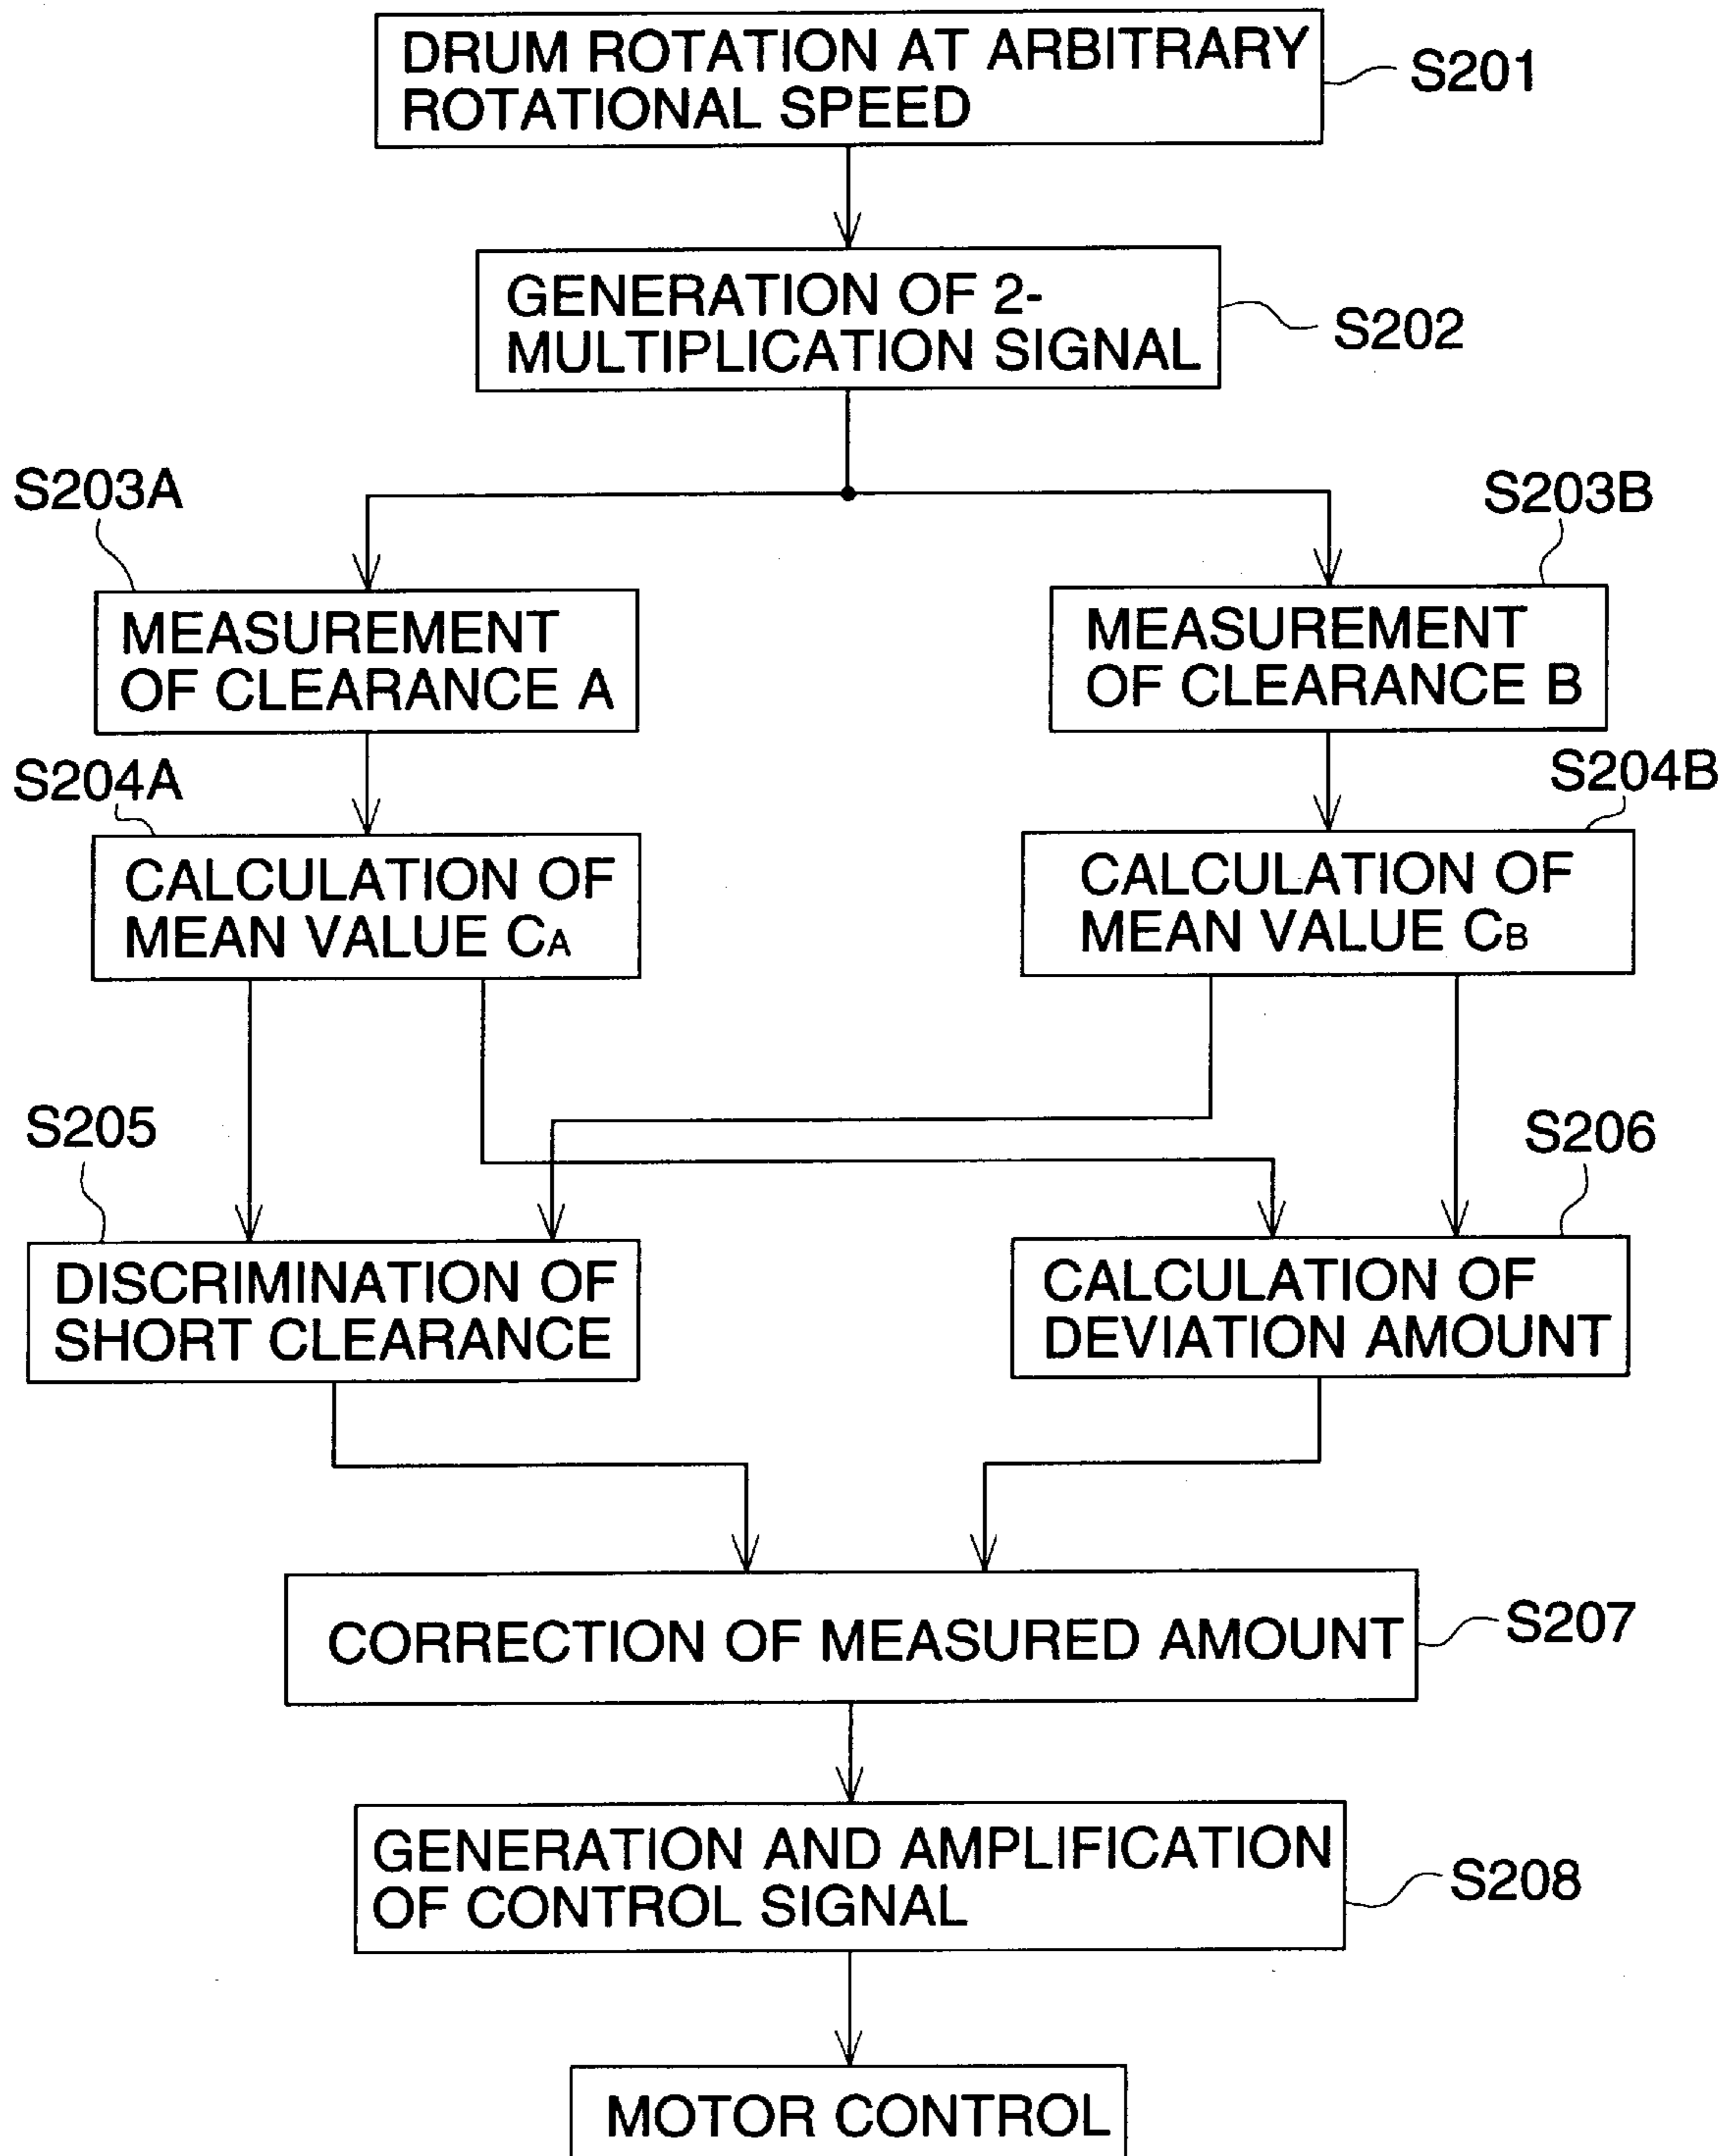 DRUM ROTATION AT ARBITRARY
ROTATIONAL SPEED
S201
GENERATION OF 2-
MULTIPLICATION SIGNAL
S202
S203A
S203B
MEASUREMENT
OF CLEARANCE A
MEASUREMENT
OF CLEARANCE B
S204A
S204B
CALCULATION OF
MEAN VALUE CA
CALCULATION OF
MEAN VALUE CB
S205
S206
DISCRIMINATION OF
SHORT CLEARANCE
CALCULATION OF
DEVIATION AMOUNT
CORRECTION OF MEASURED AMOUNT
S207
GENERATION AND AMPLIFICATION
OF CONTROL SIGNAL
S208
MOTOR CONTROL